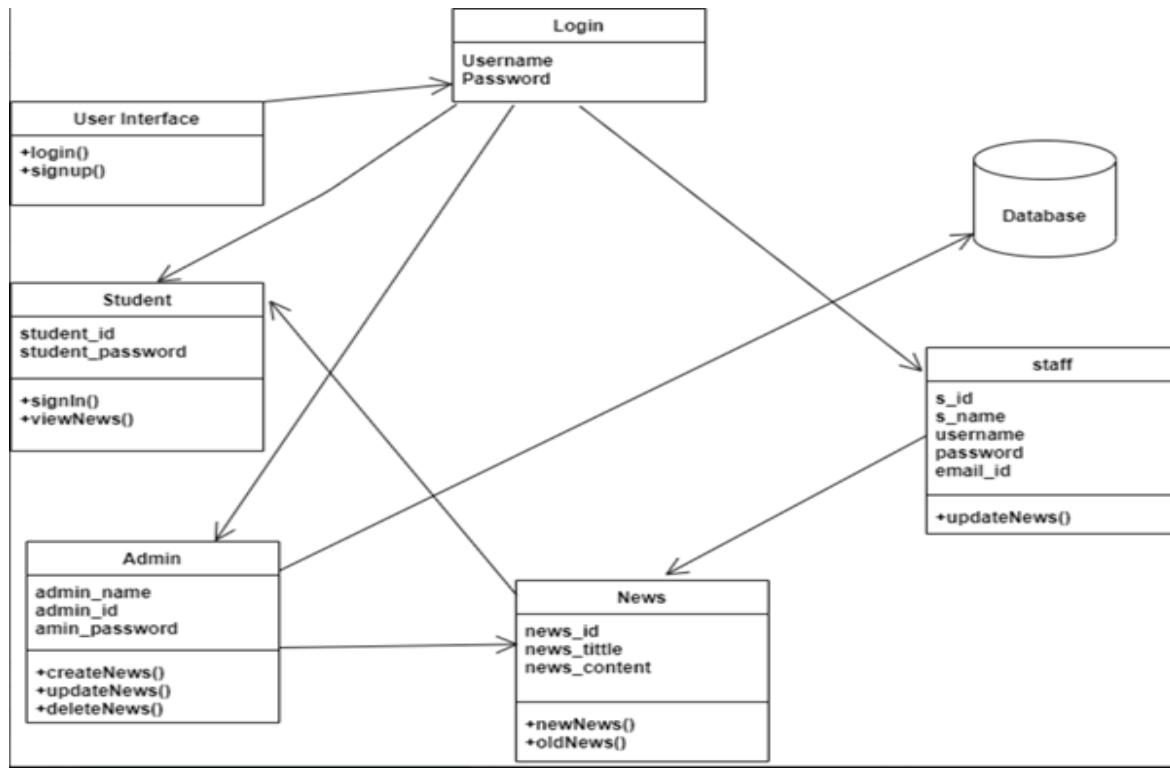 Login
Username
Password
User Interface
+login()
+signup()
Database
Student
student_id
student_password
+signIn()
+viewNews()
staff
s_id
s_name
username
password
email_id
+updateNews()
Admin
admin_name
admin_id
amin_password
+createNews()
+updateNews()
+deleteNews()
News
news_id
news_tittle
news_content
+newNews()
+oldNews()